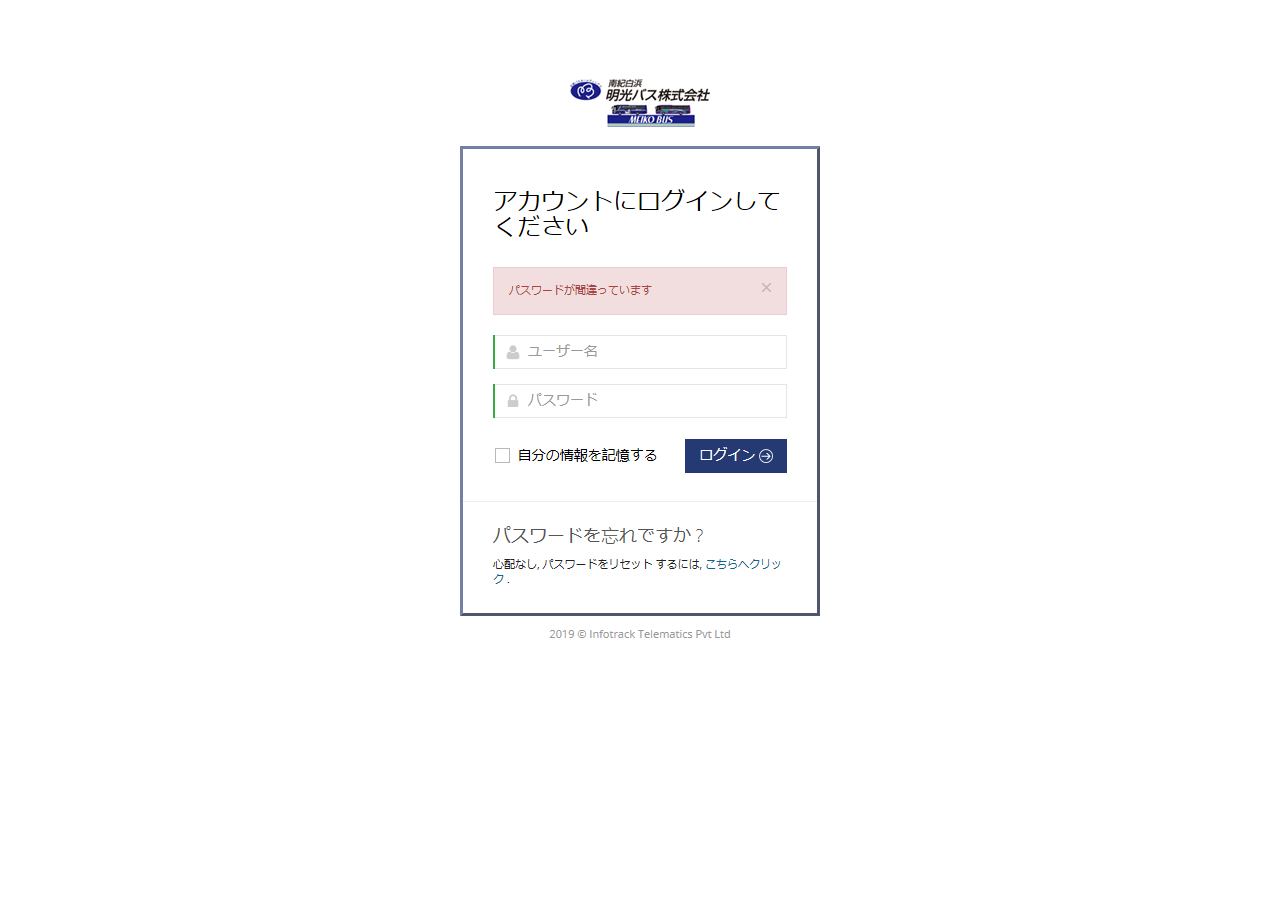 南紀白浜
明光バス株式会社
MEIKO BUS
アカウントにログインして
ください
パスワードが間違っています
ユーザー名
パスワード
自分の情報を記憶する
ログイン
パスワードを忘れですか ?
心配なし, パスワードをリセット するには, こちらへクリッ
ク .
2019 © Infotrack Telematics Pvt Ltd